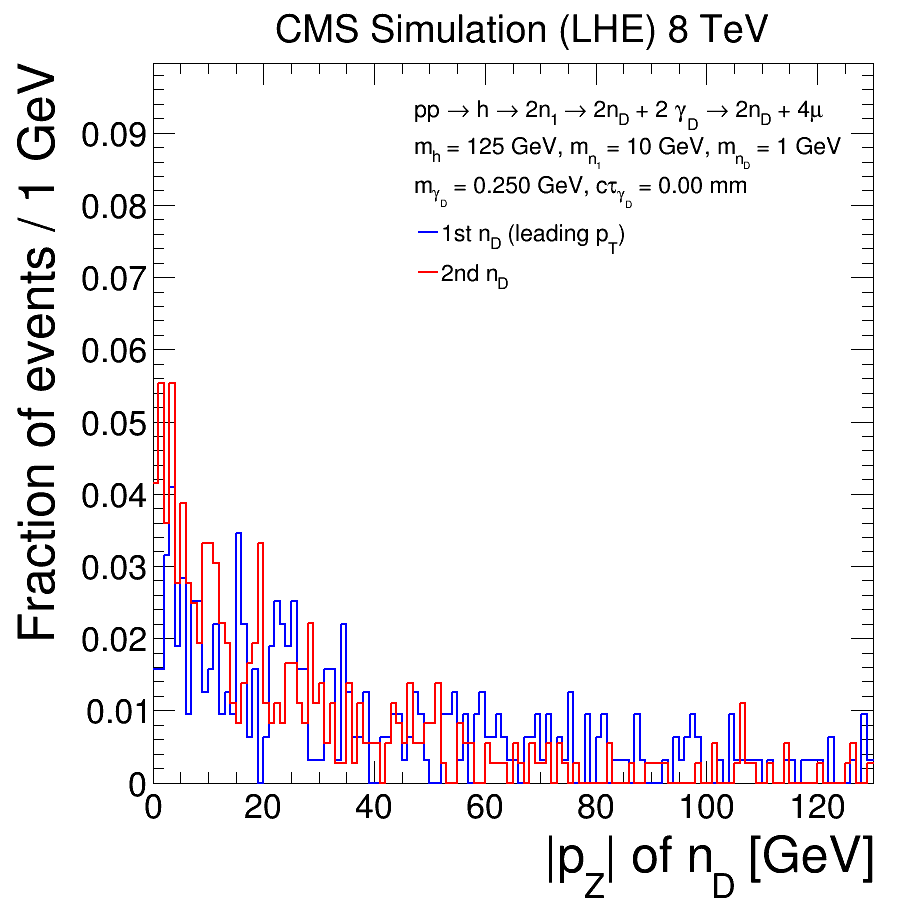 CMS Simulation (LHE) 8 TeV
Fraction of events / 1 GeV
pp → h → 2n1 → 2nD + 2 γD → 2nD + 4μ
mh = 125 GeV, mn1 = 10 GeV, mnD = 1 GeV
mγD = 0.250 GeV, cτγD = 0.00 mm
1st nD (leading pT)
2nd nD
0.09
0.08
0.07
0.06
0.05
0.04
0.03
0.02
0.01
0
0 20 40 60 80 100 120
|pZ| of nD [GeV]